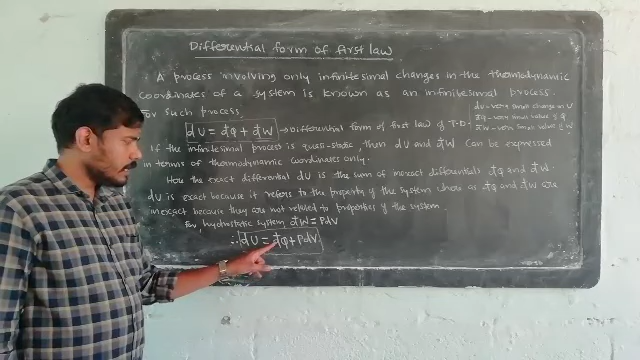 Differential form of first law
A process involving only infinitesimal changes in the thermodynamic
coordinates of a system is known as an infinitesimal process.
For such process,
dU = đQ + đW → Differential form of first law of T.D
dU - very small change in U
đQ - very small value of Q
đW - very small value of W
If the infinitesimal process is quasi-static, then dU and đW can be expressed
in terms of thermodynamic coordinates only.
Here the exact differential dU is the sum of inexact differentials đQ and đW.
dU is exact because it refers to the property of the system where as đQ and đW are
inexact because they are not related to properties of the system.
For hydrostatic system, đW = PdV
∴ dU = đQ + PdV